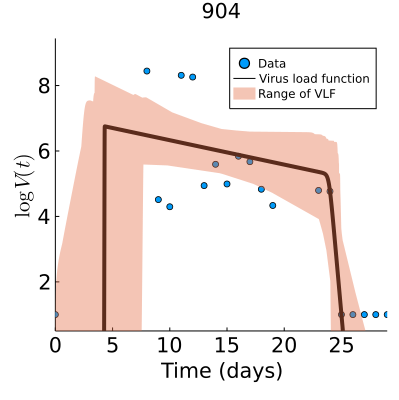 904
Data
Virus load function
Range of VLF
log V(t)
8
6
4
2
0 5 10 15 20 25
Time (days)